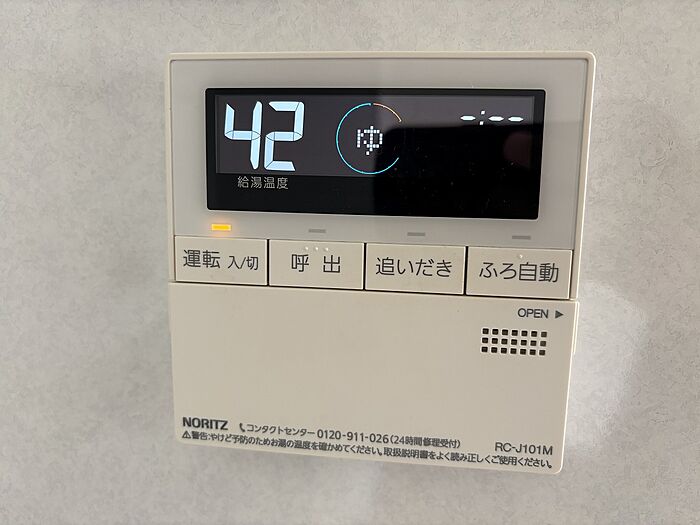 42
ゆ
-:--
給湯温度
運転 入/切
呼出
追いだき
ふろ自動
OPEN ▶
NORITZ コンタクトセンター 0120-911-026(24時間修理受付)
⚠警告:やけど予防のためお湯の温度を確かめてください。取扱説明書をよく読み正しくご使用ください。
RC-J101M